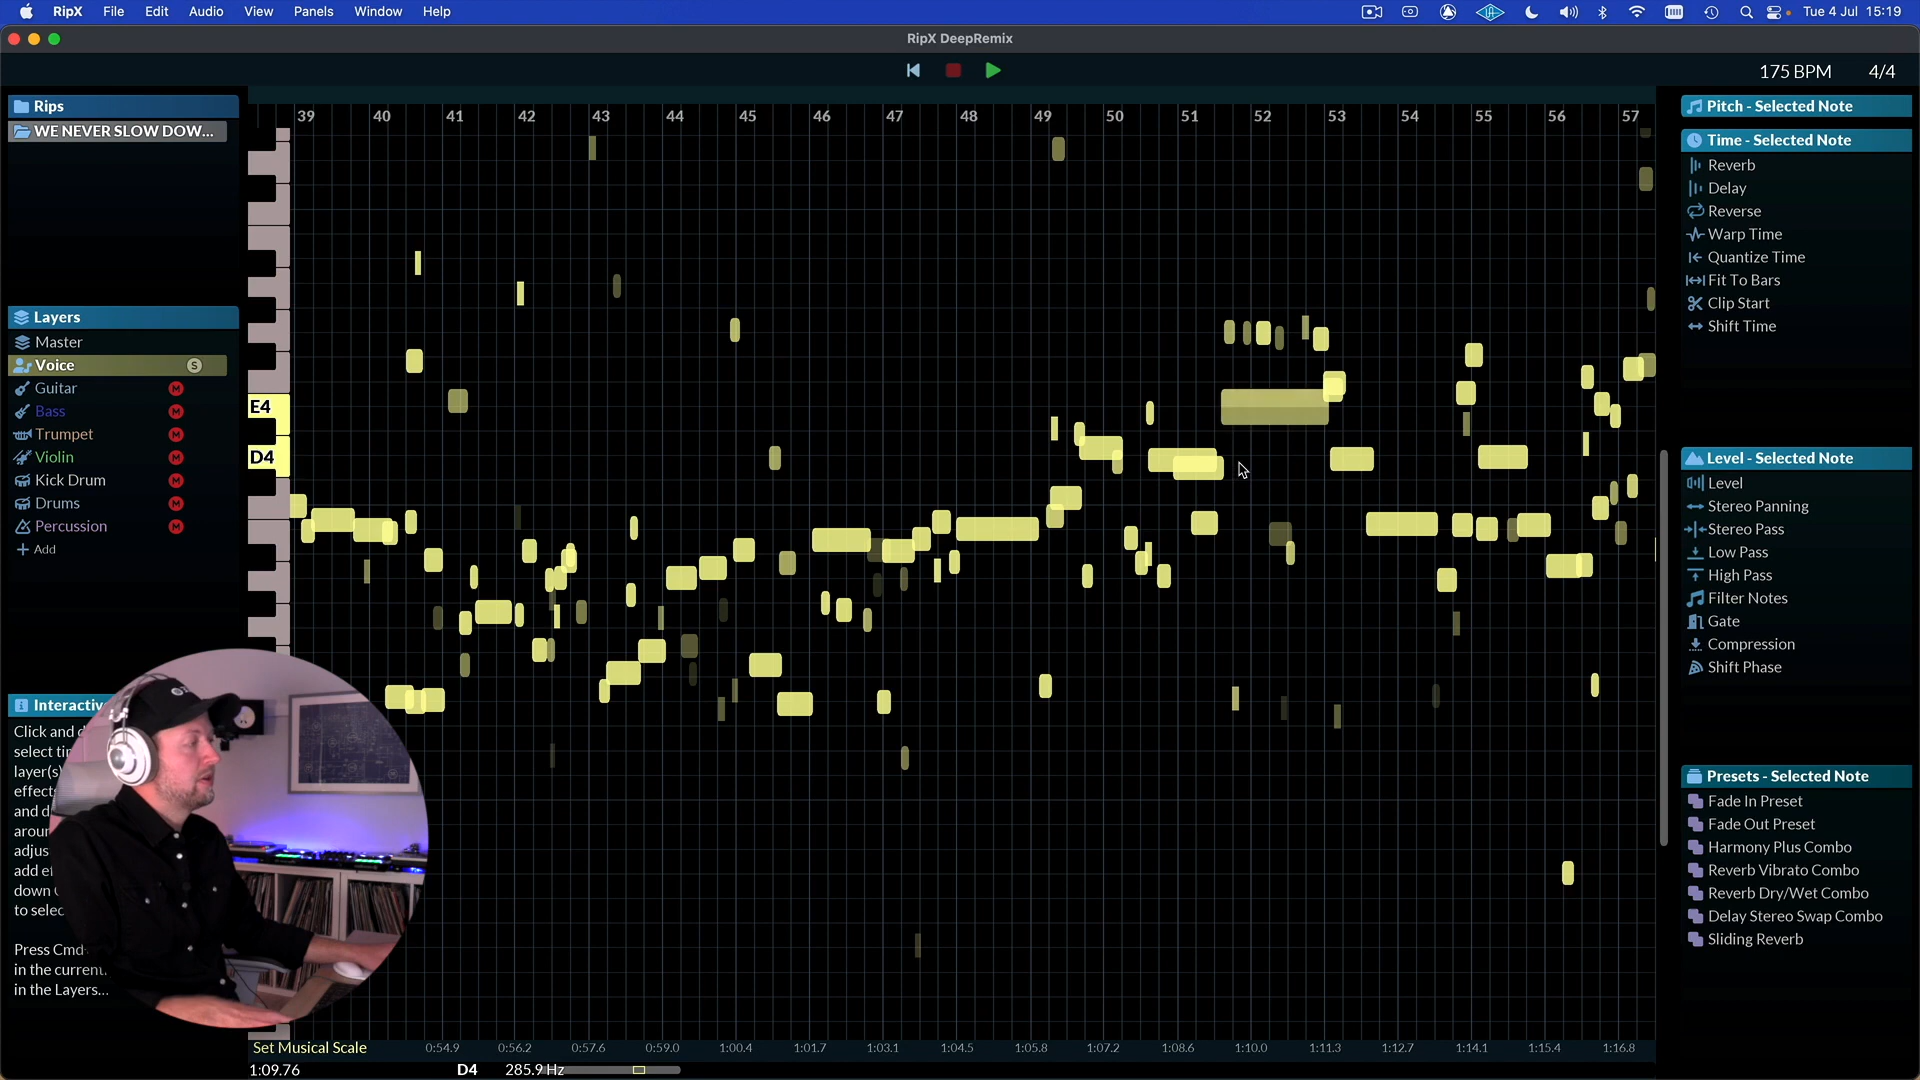 RipX File Edit Audio View Panels Window Help
Tue 4 Jul 15:19
RipX DeepRemix
175 BPM 4/4
Rips
WE NEVER SLOW DOW...
39 40 41 42 43 44 45 46 47 48 49 50 51 52 53 54 55 56 57
Layers
Master
Voice S
Guitar M
Bass M
Trumpet M
Violin M
Kick Drum M
Drums M
Percussion M
+ Add
E4
D4
Interactiv
Click and d
select tin
layer(s)
effects
and d
arour
adjus
add ef
down
to selec
Press Cmd
in the current
in the Layers...
Pitch - Selected Note
Time - Selected Note
Reverb
Delay
Reverse
Warp Time
Quantize Time
Fit To Bars
Clip Start
Shift Time
Level - Selected Note
Level
Stereo Panning
Stereo Pass
Low Pass
High Pass
Filter Notes
Gate
Compression
Shift Phase
Presets - Selected Note
Fade In Preset
Fade Out Preset
Harmony Plus Combo
Reverb Vibrato Combo
Reverb Dry/Wet Combo
Delay Stereo Swap Combo
Sliding Reverb
Set Musical Scale 0:54.9 0:56.2 0:57.6 0:59.0 1:00.4 1:01.7 1:03.1 1:04.5 1:05.8 1:07.2 1:08.6 1:10.0 1:11.3 1:12.7 1:14.1 1:15.4 1:16.8
1:09.76 D4 285.9 Hz